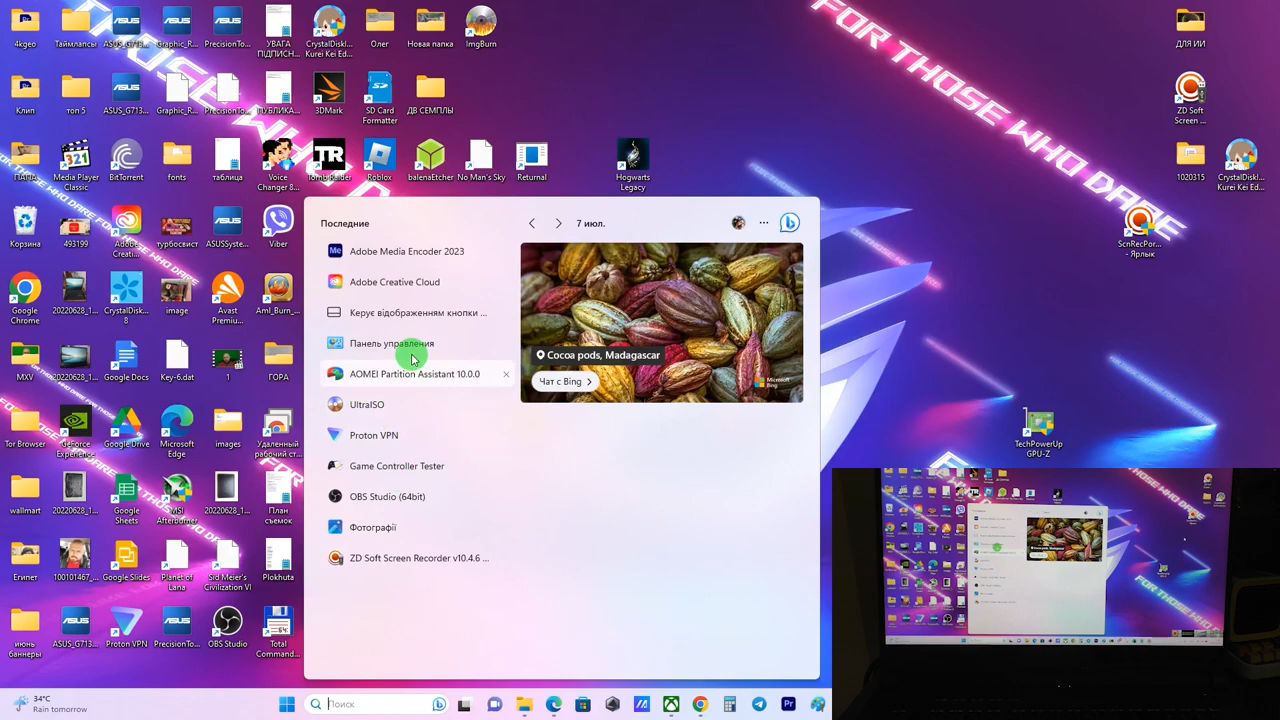 4kgeo
Таймлапсы
ASUS_G713...
Graphic_R...
PrecisionTo...
УВАГА
ПІДПИСН...
CrystalDiskI...
Kurei Kei Ed...
Олег
Новая папка
ImgBurn
ДЛЯ ИИ
FOR THOSE WHO DARE
Клип
топ 5
ASUS_G713...
Graphic_R...
PrecisionTo...
ПУБЛИКА...
3DMark
SD Card
Formatter
ДВ СЕМПЛЫ
ZD Soft
Screen ...
ПАПА
Media Player
Classic
BitTorrent
fonts
таблица
Voice
Changer 8...
Tomb Raider
Roblox
balenaEtcher
No Man's Sky
Returnal
Hogwarts
Legacy
1020315
CrystalDiskI...
Kurei Kei Ed...
Корзина
493199
Adobe
Creati...
турбосвист
ASUSSyste...
Viber
ScnRecPor...
- Ярлык
Google
Chrome
20220628_1...
CrystalDisk...
8
image
Avast
Premiu...
Aml_Burn_...
MXV
Google Docs
Key-6.dat
1
ГОРА
Tor Browser
GeForce
Experience
Google Drive
Microsoft
Edge
images
Удаленный
рабочий ст...
TechPowerUp
GPU-Z
wallmart
20220628_1...
Google
Sheets
MSI
Afterburner
20220628_1...
План
съемок
Египет
100101467_...
Google Slides
Planet of
Lana
Sid Meier's
Civilization VI
Plokhuta
июнь
баннеры
ASUS_G713...
Proton VPN
PrecisionTo...
OBS Studio
Total
Command...
Последние
7 июл.
Adobe Media Encoder 2023
Adobe Creative Cloud
Керує відображенням кнопки ...
Панель управления
AOMEI Partition Assistant 10.0.0
UltraISO
Proton VPN
Game Controller Tester
OBS Studio (64bit)
Фотографії
ZD Soft Screen Recorder v10.4.6 ...
Cocoa pods, Madagascar
Чат с Bing
Microsoft
Bing
34°C
Rain tomorrow
Поиск